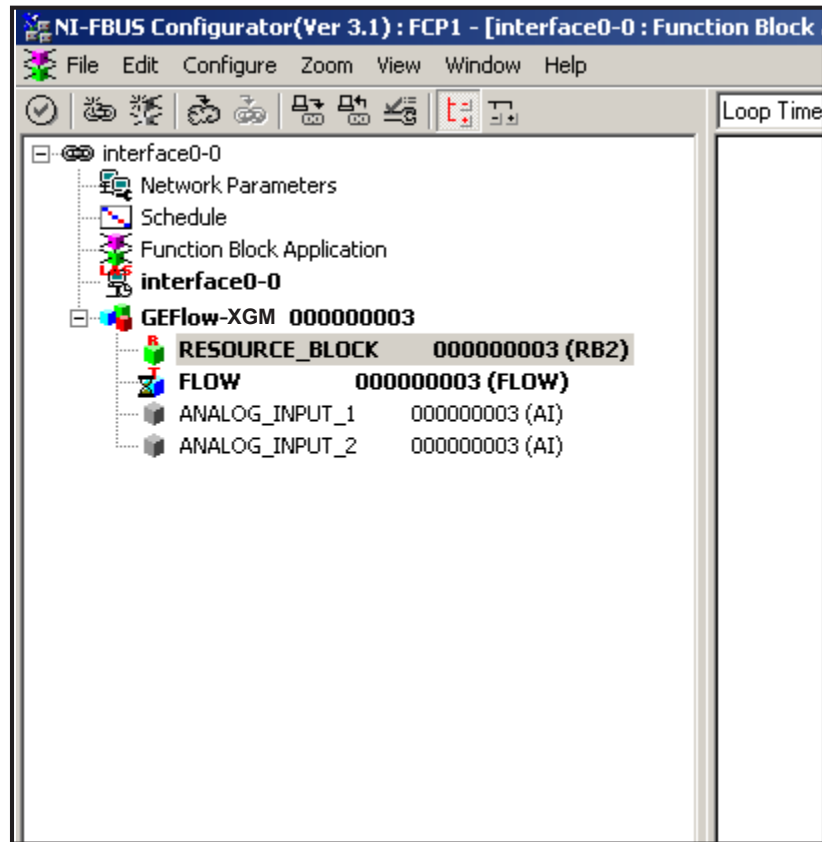 NI-FBUS Configurator(Ver 3.1) : FCP1 - [interface0-0 : Function Block
File Edit Configure Zoom View Window Help
Loop Time
interface0-0
Network Parameters
Schedule
Function Block Application
LAS
interface0-0
GEFlow-XGM 000000003
R
RESOURCE_BLOCK 000000003 (RB2)
T
FLOW 000000003 (FLOW)
ANALOG_INPUT_1 000000003 (AI)
ANALOG_INPUT_2 000000003 (AI)